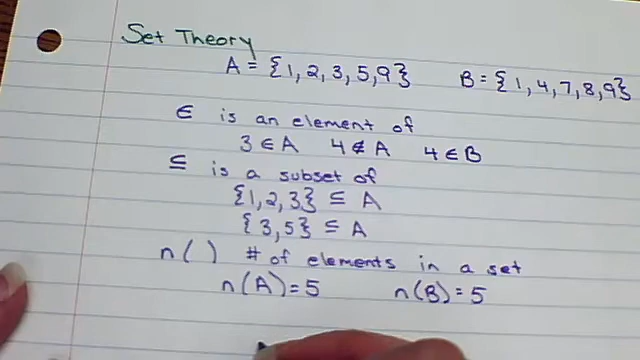 Set Theory
A = {1, 2, 3, 5, 9} B = {1, 4, 7, 8, 9}
∈ is an element of
3 ∈ A 4 ∉ A 4 ∈ B
⊆ is a subset of
{1, 2, 3} ⊆ A
{3, 5} ⊆ A
n( ) # of elements in a set
n(A) = 5 n(B) = 5